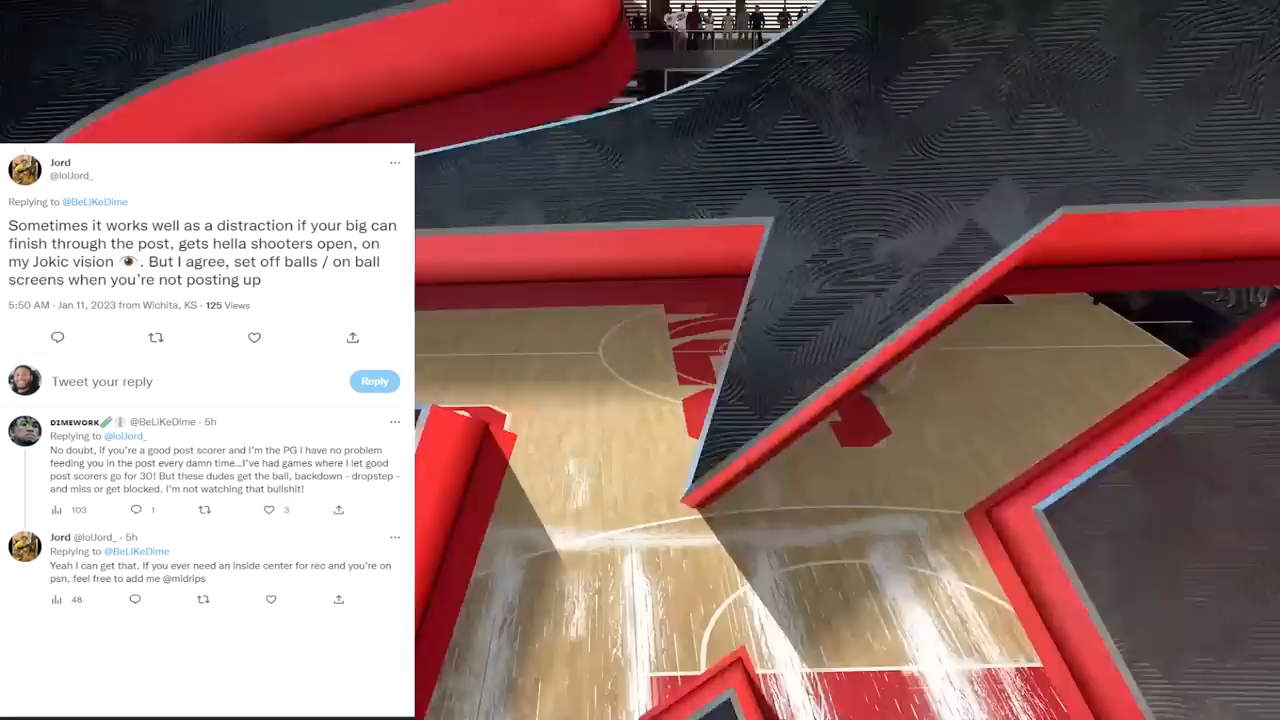 Jord
@lolJord_
Replying to @BeLiKeDime
Sometimes it works well as a distraction if your big can
finish through the post, gets hella shooters open, on
my Jokic vision 👁. But I agree, set off balls / on ball
screens when you're not posting up
5:50 AM · Jan 11, 2023 from Wichita, KS · 125 Views
Tweet your reply
Reply
DIMEWORK @BeLiKeDime · 5h
Replying to @lolJord_
No doubt, if you're a good post scorer and I'm the PG I have no problem
feeding you in the post every damn time...I've had games where I let good
post scorers go for 30! But these dudes get the ball, backdown - dropstep -
and miss or get blocked. I'm not watching that bullshit!
103 1 3
Jord @lolJord_ · 5h
Replying to @BeLiKeDime
Yeah I can get that. If you ever need an inside center for rec and you're on
psn, feel free to add me @midrips
48